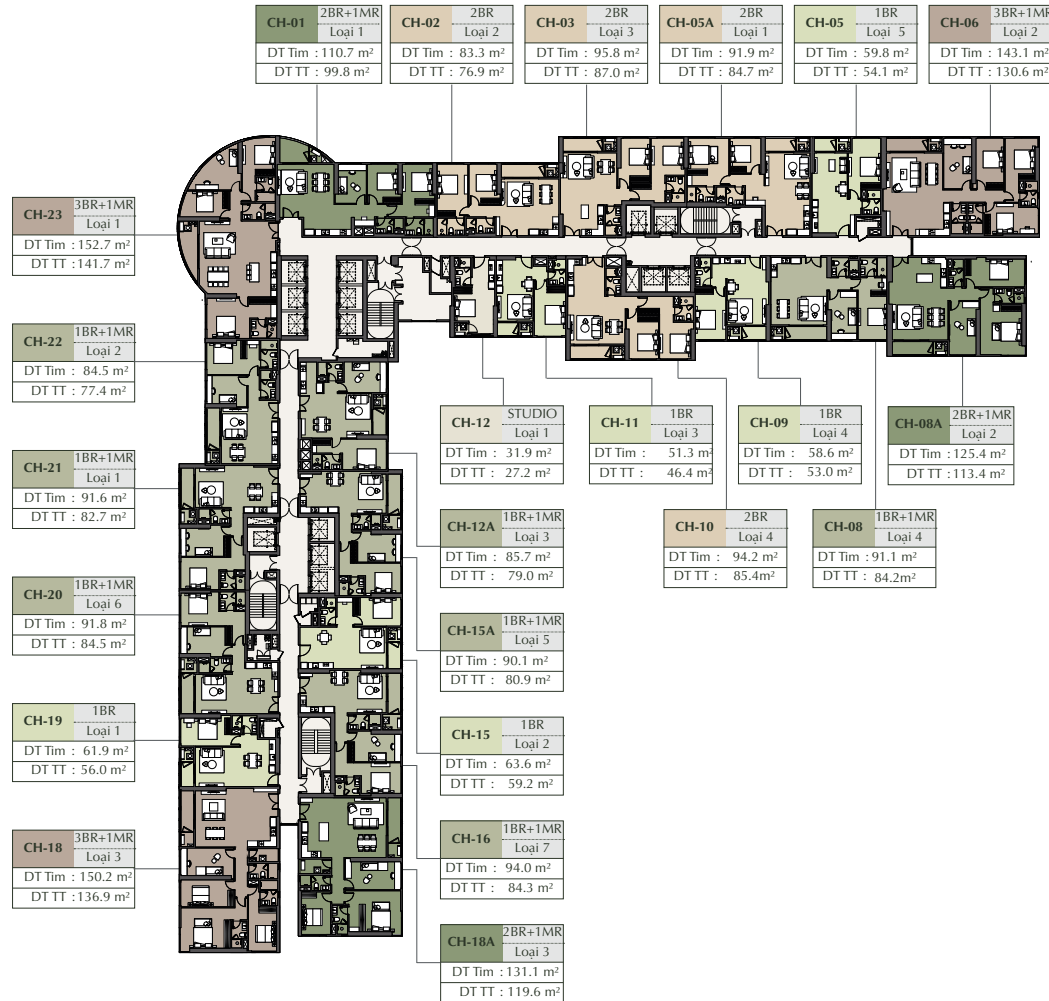 CH-01
2BR+1MR
Loại 1
DT Tim : 110.7 m²
DT TT : 99.8 m²
CH-02
2BR
Loại 2
DT Tim : 83.3 m²
DT TT : 76.9 m²
CH-03
2BR
Loại 3
DT Tim : 95.8 m²
DT TT : 87.0 m²
CH-05A
2BR
Loại 1
DT Tim : 91.9 m²
DT TT : 84.7 m²
CH-05
1BR
Loại 5
DT Tim : 59.8 m²
DT TT : 54.1 m²
CH-06
3BR+1MR
Loại 2
DT Tim : 143.1 m²
DT TT : 130.6 m²
CH-23
3BR+1MR
Loại 1
DT Tim : 152.7 m²
DT TT : 141.7 m²
CH-22
1BR+1MR
Loại 2
DT Tim : 84.5 m²
DT TT : 77.4 m²
CH-12
STUDIO
Loại 1
DT Tim : 31.9 m²
DT TT : 27.2 m²
CH-11
1BR
Loại 3
DT Tim : 51.3 m²
DT TT : 46.4 m²
CH-09
1BR
Loại 4
DT Tim : 58.6 m²
DT TT : 53.0 m²
CH-08A
2BR+1MR
Loại 2
DT Tim : 125.4 m²
DT TT : 113.4 m²
CH-21
1BR+1MR
Loại 1
DT Tim : 91.6 m²
DT TT : 82.7 m²
CH-12A
1BR+1MR
Loại 3
DT Tim : 85.7 m²
DT TT : 79.0 m²
CH-10
2BR
Loại 4
DT Tim : 94.2 m²
DT TT : 85.4m²
CH-08
1BR+1MR
Loại 4
DT Tim : 91.1 m²
DT TT : 84.2m²
CH-20
1BR+1MR
Loại 6
DT Tim : 91.8 m²
DT TT : 84.5 m²
CH-15A
1BR+1MR
Loại 5
DT Tim : 90.1 m²
DT TT : 80.9 m²
CH-19
1BR
Loại 1
DT Tim : 61.9 m²
DT TT : 56.0 m²
CH-15
1BR
Loại 2
DT Tim : 63.6 m²
DT TT : 59.2 m²
CH-18
3BR+1MR
Loại 3
DT Tim : 150.2 m²
DT TT : 136.9 m²
CH-16
1BR+1MR
Loại 7
DT Tim : 94.0 m²
DT TT : 84.3 m²
CH-18A
2BR+1MR
Loại 3
DT Tim : 131.1 m²
DT TT : 119.6 m²